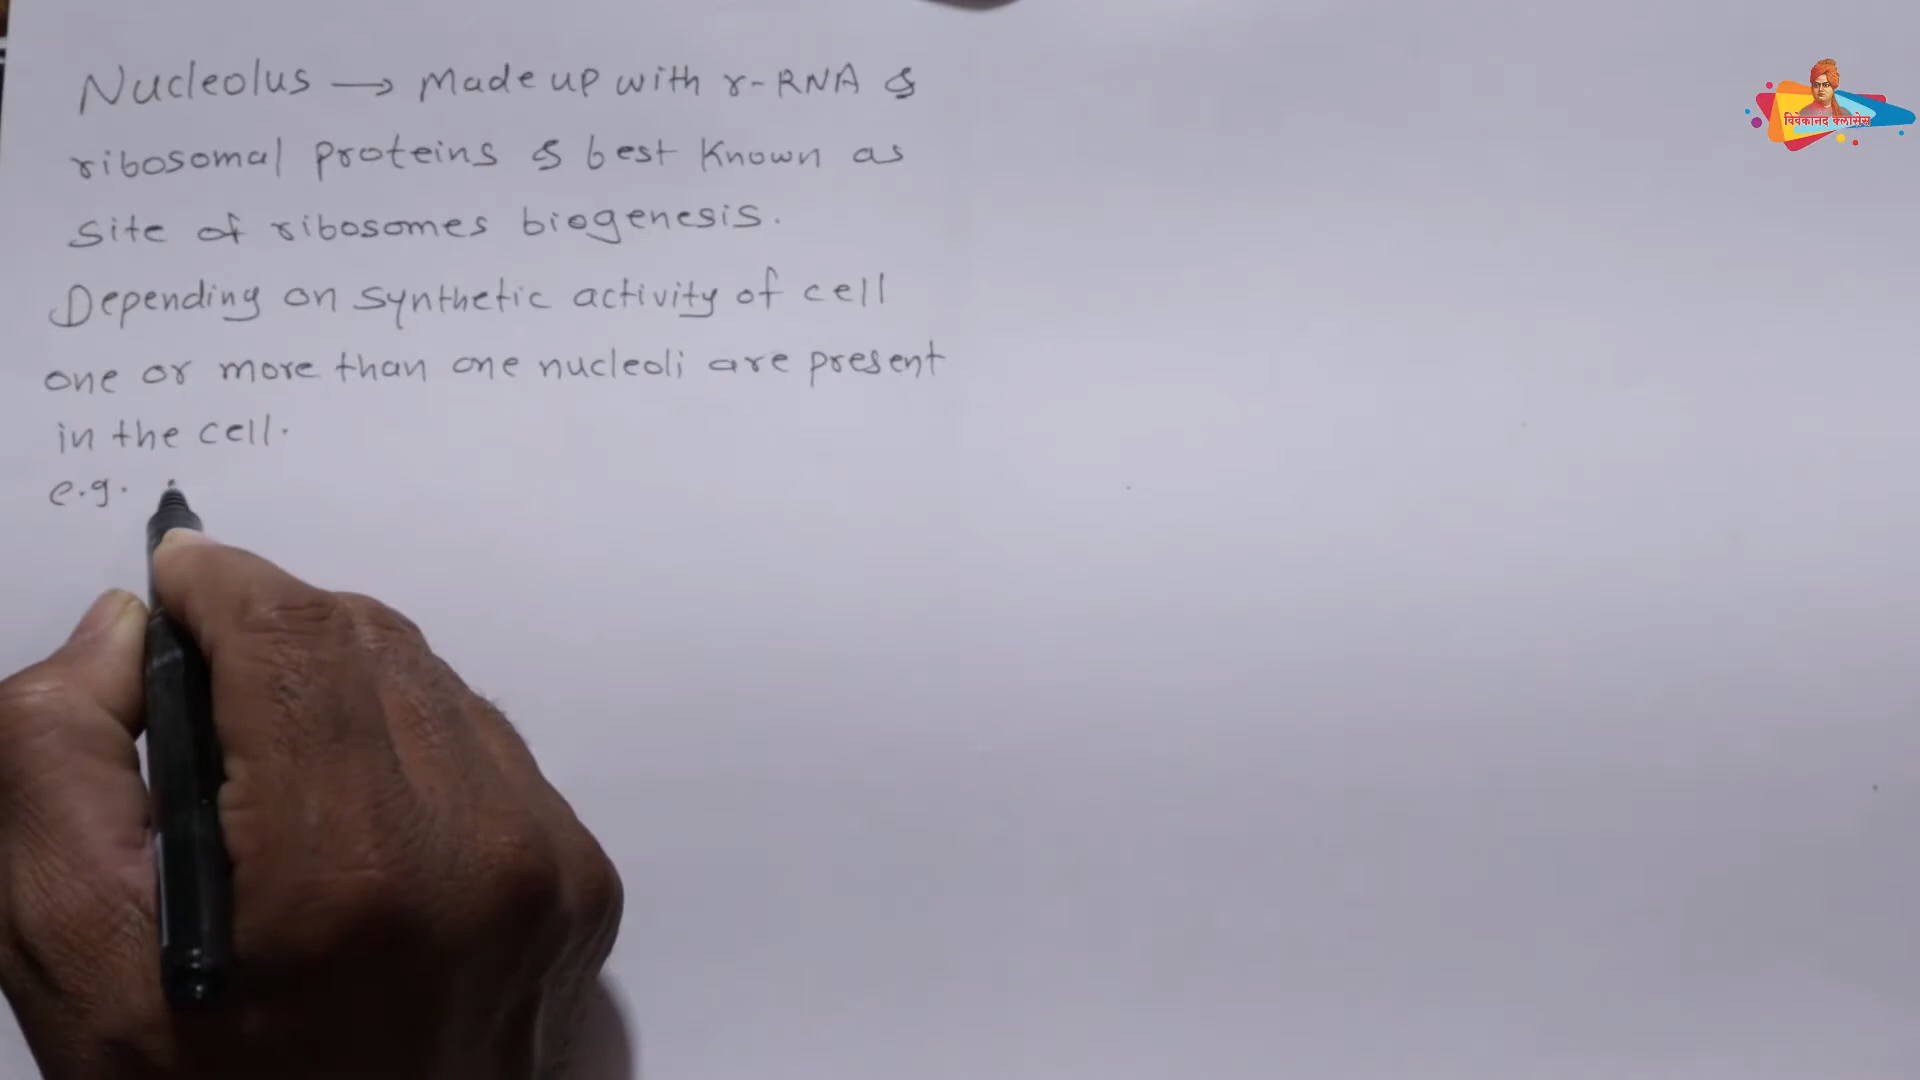 Nucleolus → Made up with r-RNA &
ribosomal proteins & best known as
site of ribosomes biogenesis.
Depending on synthetic activity of cell
one or more than one nucleoli are present
in the cell.
e.g.
विवेकानंद क्लासेस